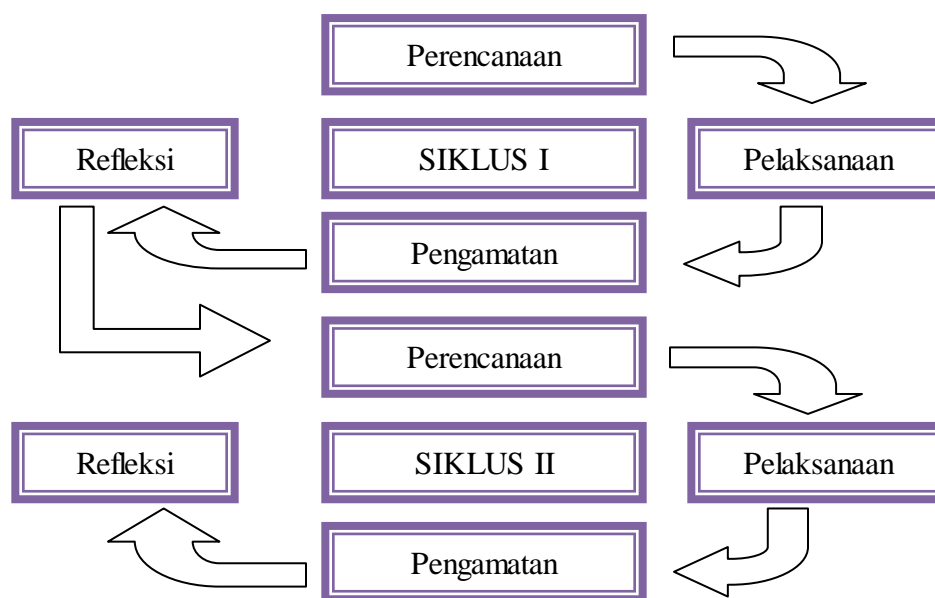 Perencanaan
Refleksi
SIKLUS I
Pelaksanaan
Pengamatan
Perencanaan
Refleksi
SIKLUS II
Pelaksanaan
Pengamatan